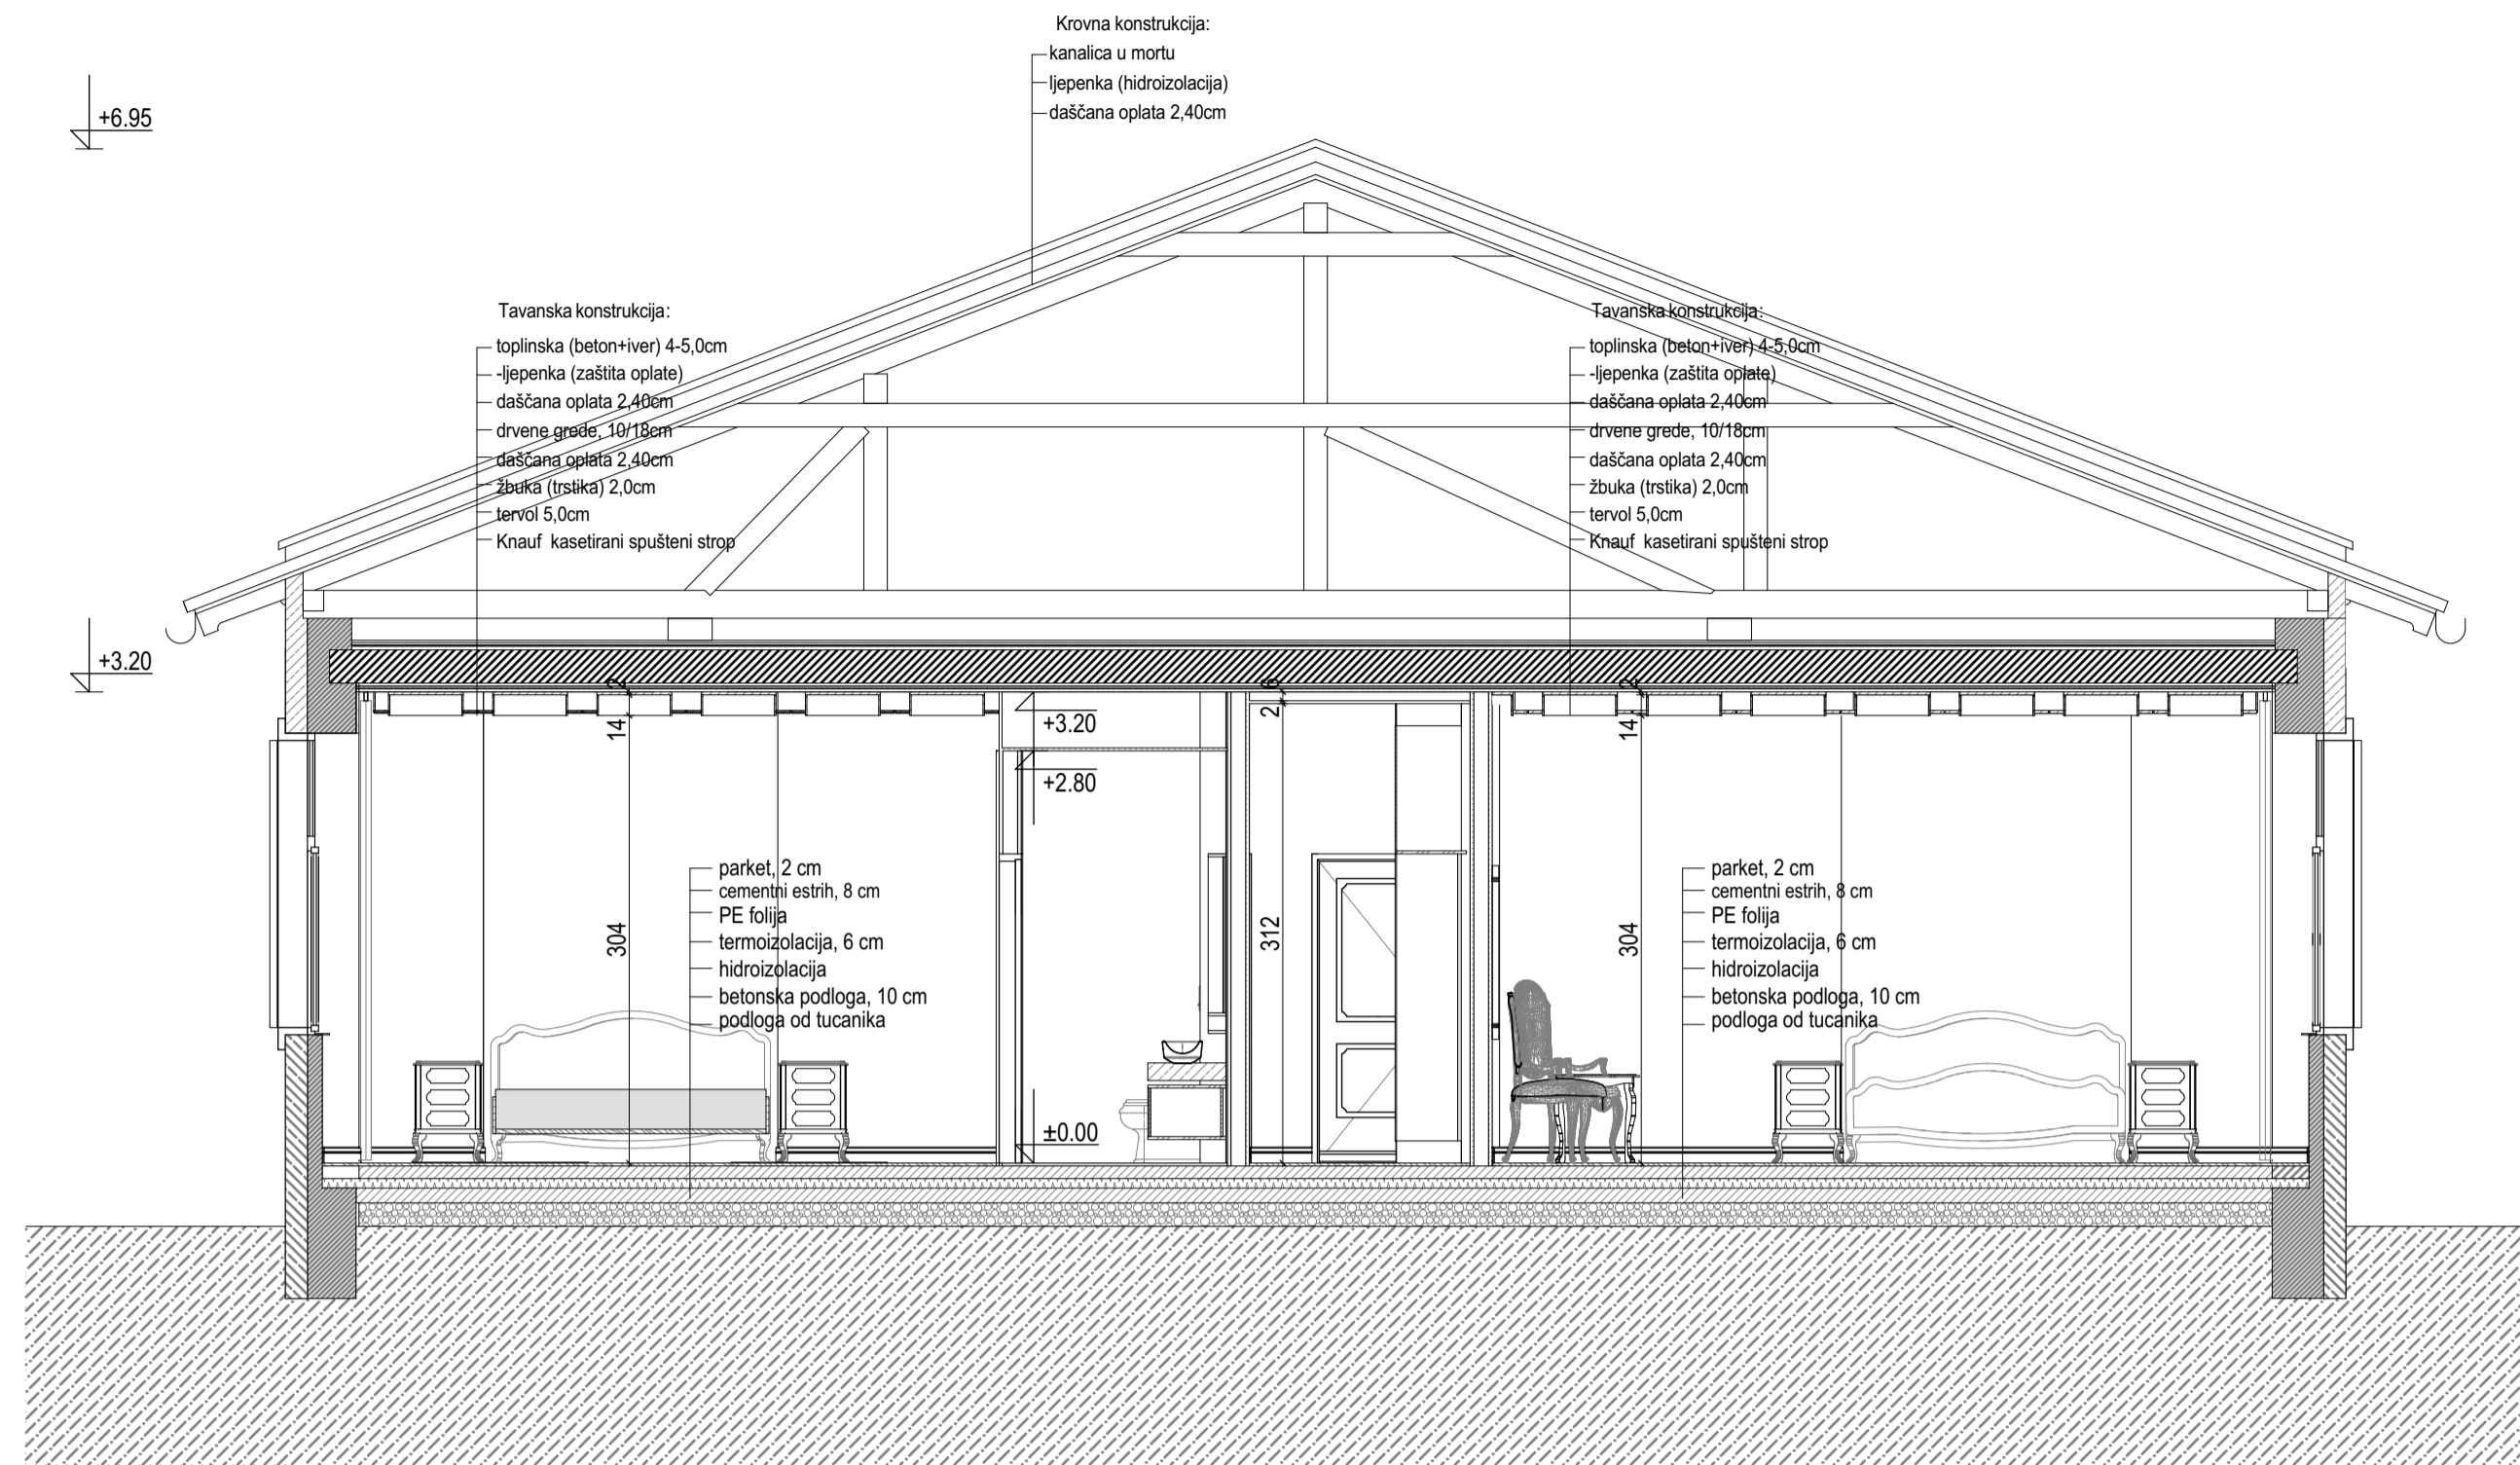 Krovna konstrukcija:
kanalica u mortu
ljepenka (hidroizolacija)
daščana oplata 2,40cm
+6.95
Tavanska konstrukcija:
toplinska (beton+iver) 4-5,0cm
-ljepenka (zaštita oplate)
daščana oplata 2,40cm
drvene grede, 10/18cm
daščana oplata 2,40cm
žbuka (trstika) 2,0cm
tervol 5,0cm
Knauf kasetirani spušteni strop
Tavanska konstrukcija:
toplinska (beton+iver) 4-5,0cm
-ljepenka (zaštita oplate)
daščana oplata 2,40cm
drvene grede, 10/18cm
daščana oplata 2,40cm
žbuka (trstika) 2,0cm
tervol 5,0cm
Knauf kasetirani spušteni strop
+3.20
2
14
304
+3.20
+2.80
±0.00
6
2
312
2
14
304
parket, 2 cm
cementni estrih, 8 cm
PE folija
termoizolacija, 6 cm
hidroizolacija
betonska podloga, 10 cm
podloga od tucanika
parket, 2 cm
cementni estrih, 8 cm
PE folija
termoizolacija, 6 cm
hidroizolacija
betonska podloga, 10 cm
podloga od tucanika